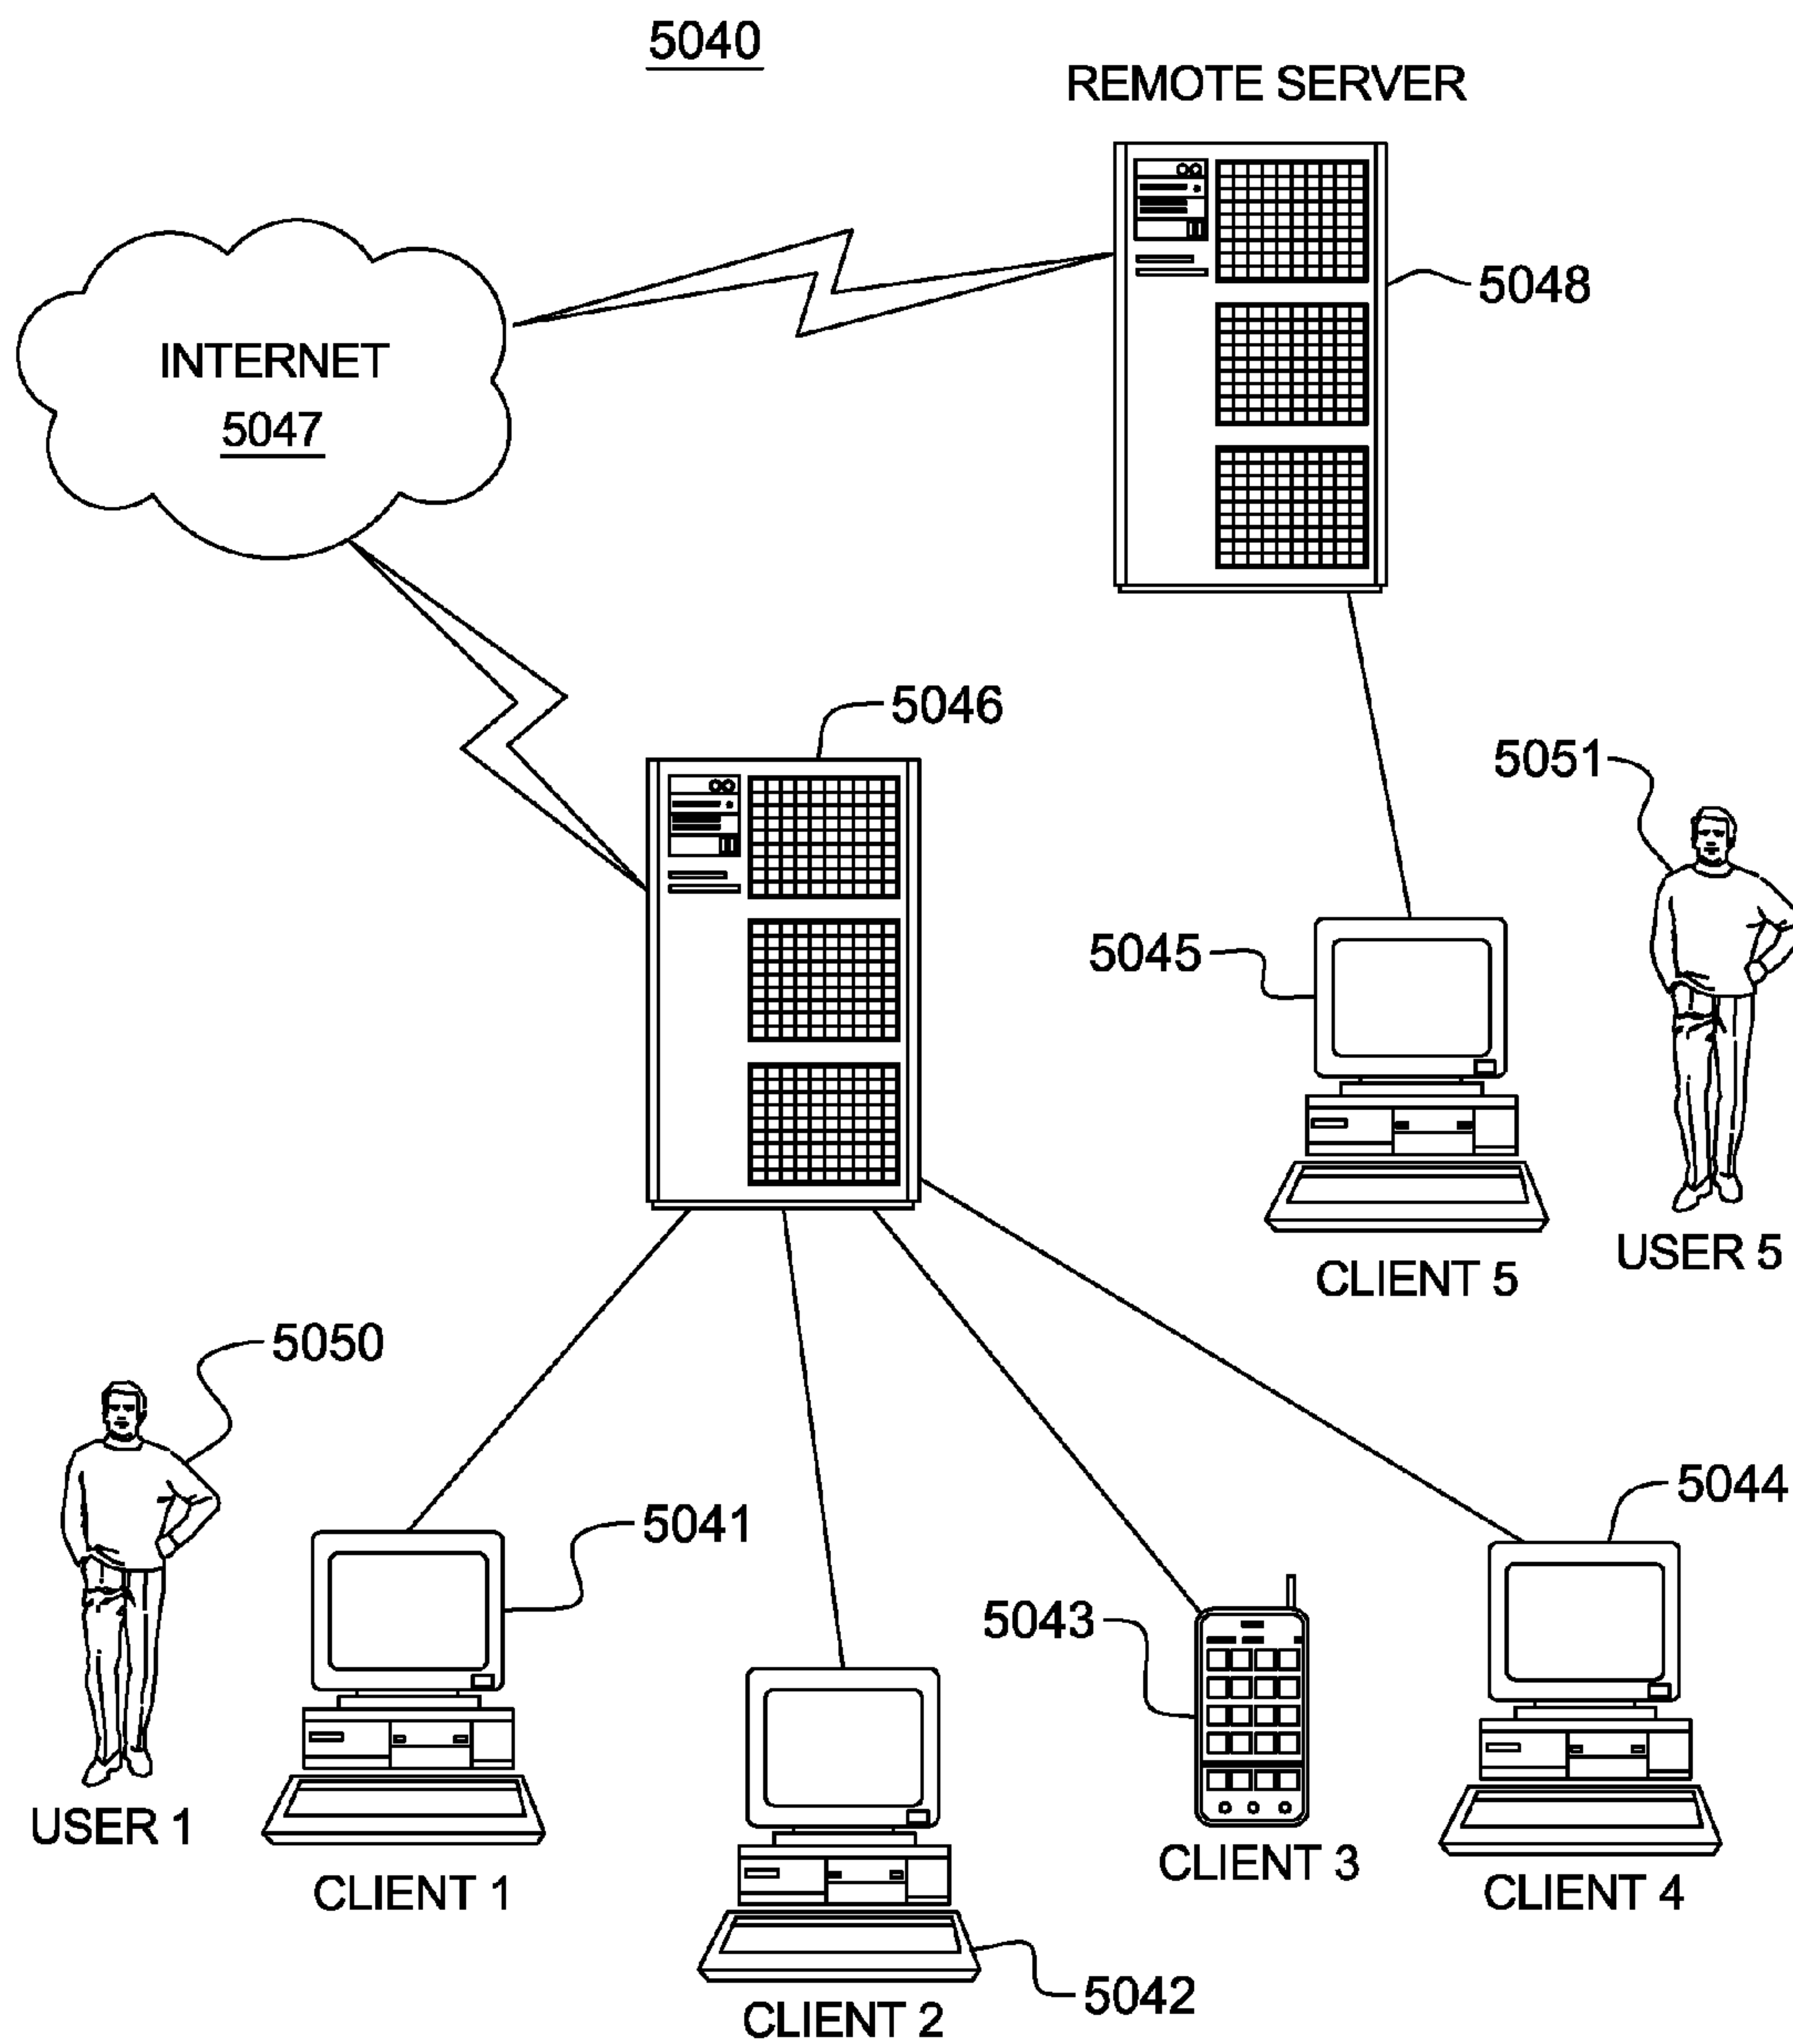 5040
REMOTE SERVER
5048
INTERNET
5047
5046
5051
5045
CLIENT 5
USER 5
5050
5041
5044
5043
USER 1
CLIENT 1
CLIENT 3
CLIENT 4
5042
CLIENT 2